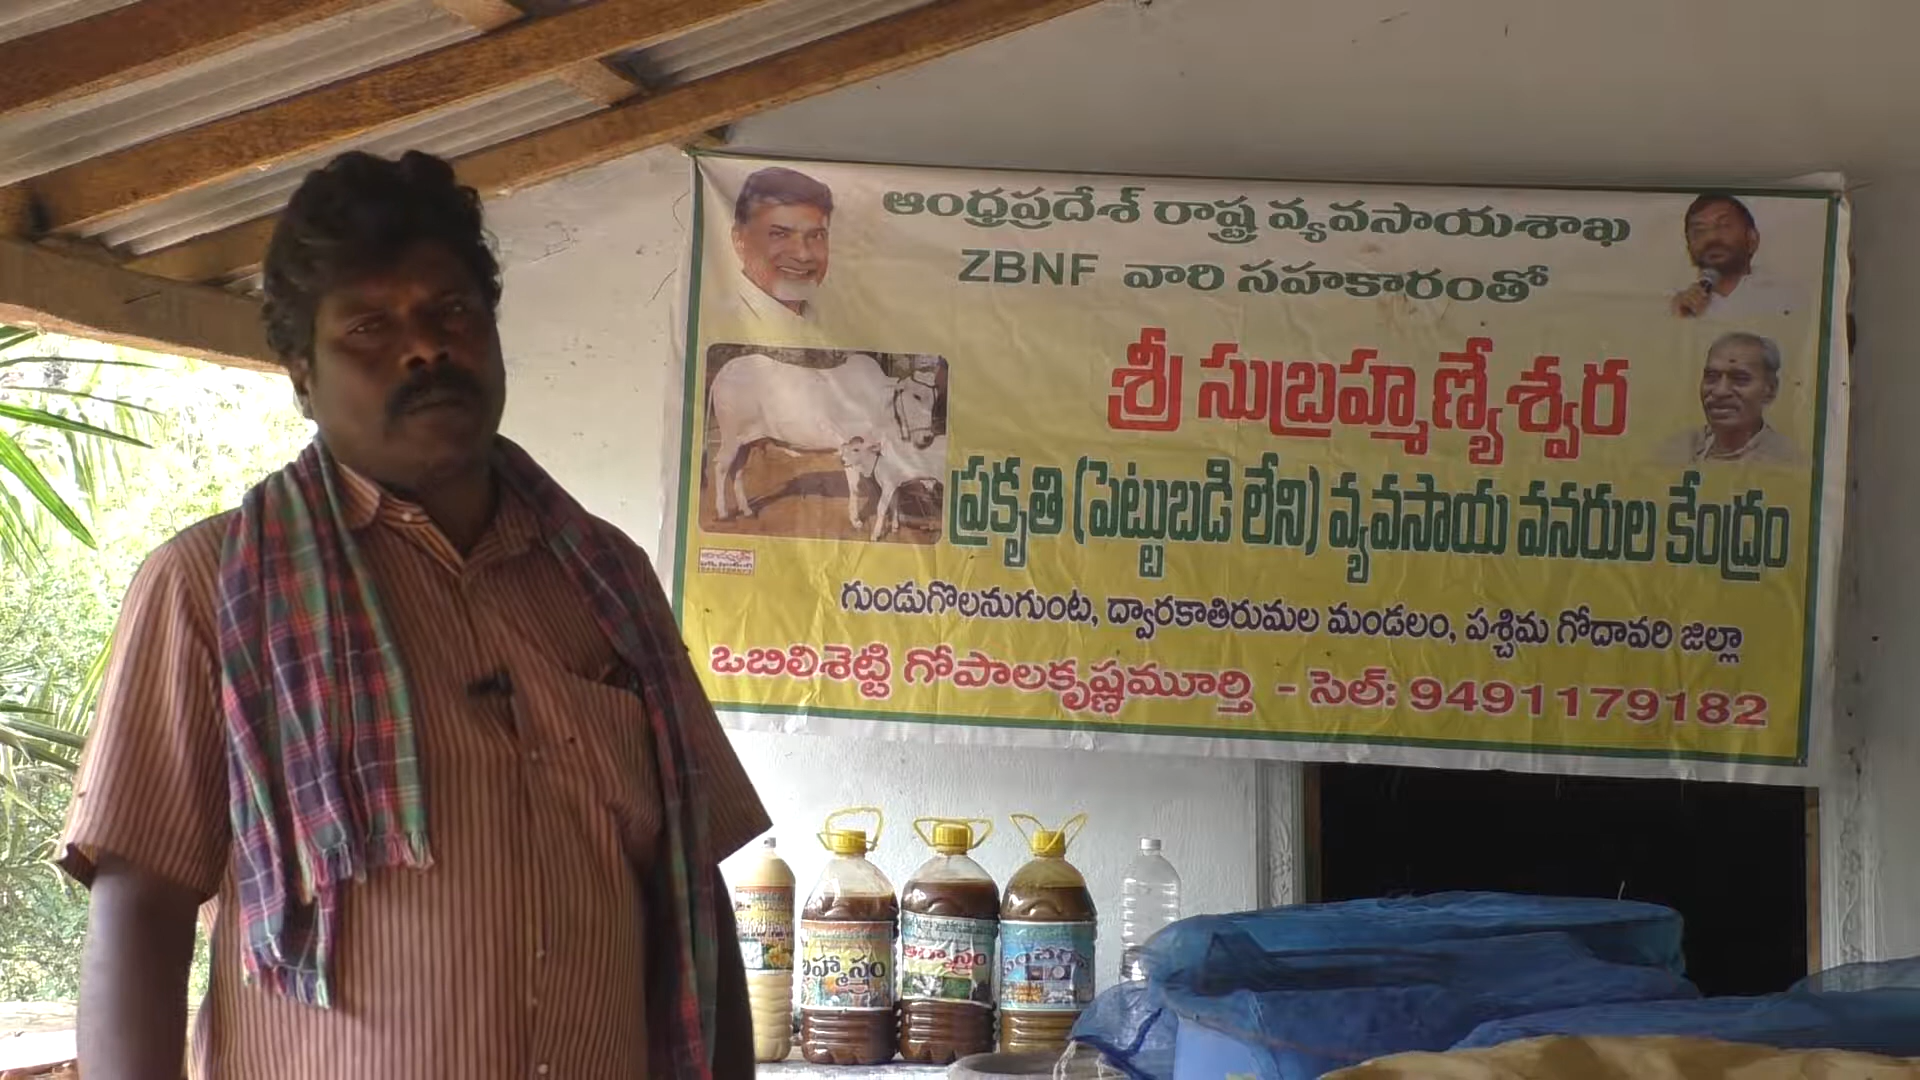 ఆంధ్రప్రదేశ్ రాష్ట్ర వ్యవసాయశాఖ
ZBNF వారి సహకారంతో
శ్రీ సుబ్రహ్మణ్యేశ్వర
ప్రకృతి (పెట్టుబడి లేని) వ్యవసాయ వనరుల కేంద్రం
గుండుగొలనుగుంట, ద్వారకాతిరుమల మండలం, పశ్చిమ గోదావరి జిల్లా
ఒబిలిశెట్టి గోపాలకృష్ణమూర్తి - సెల్: 9491179182